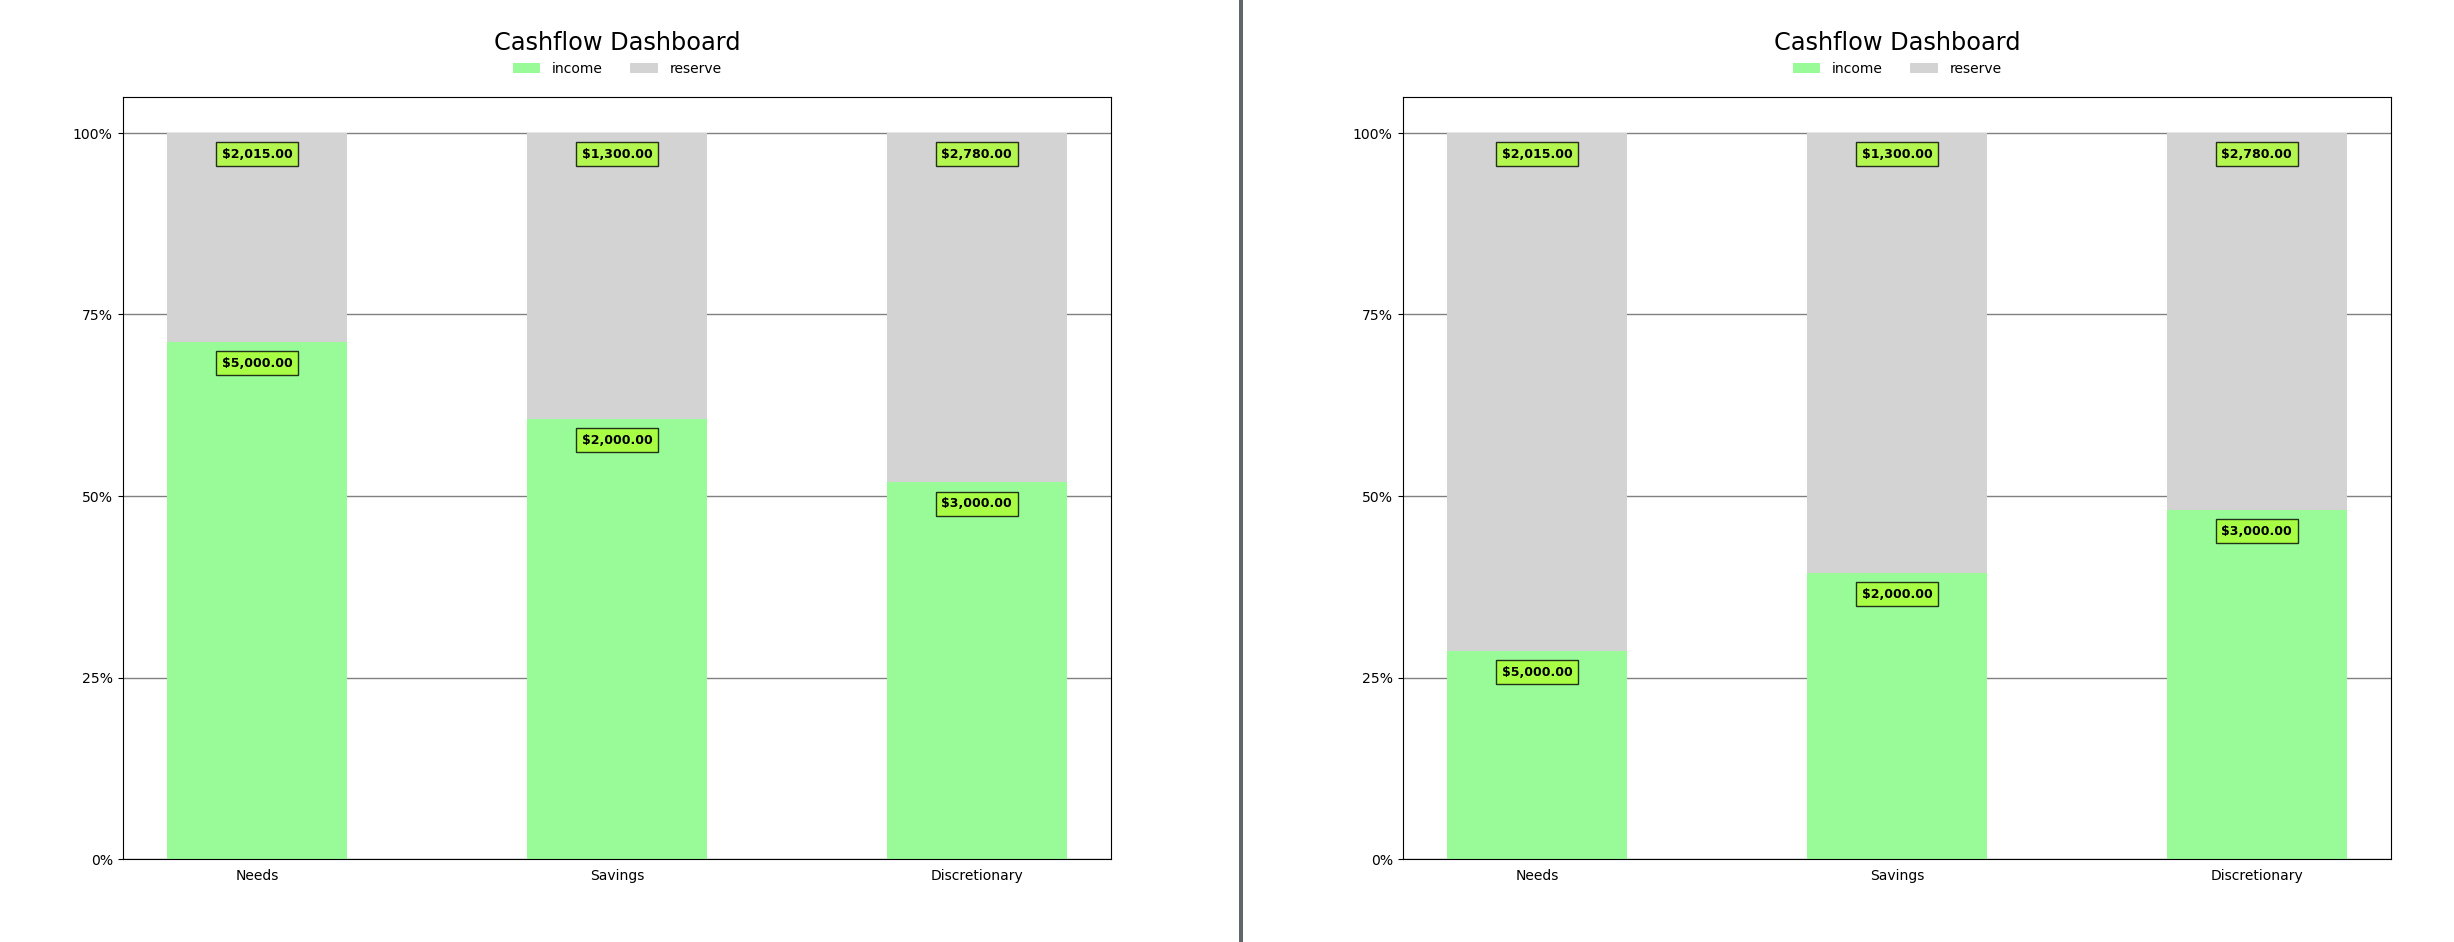 Cashflow Dashboard
income reserve
100%
75%
50%
25%
0%
$2,015.00 $1,300.00 $2,780.00
$5,000.00
$2,000.00
$3,000.00
Needs Savings Discretionary
Cashflow Dashboard
income reserve
100%
75%
50%
25%
0%
$2,015.00 $1,300.00 $2,780.00
$3,000.00
$2,000.00
$5,000.00
Needs Savings Discretionary